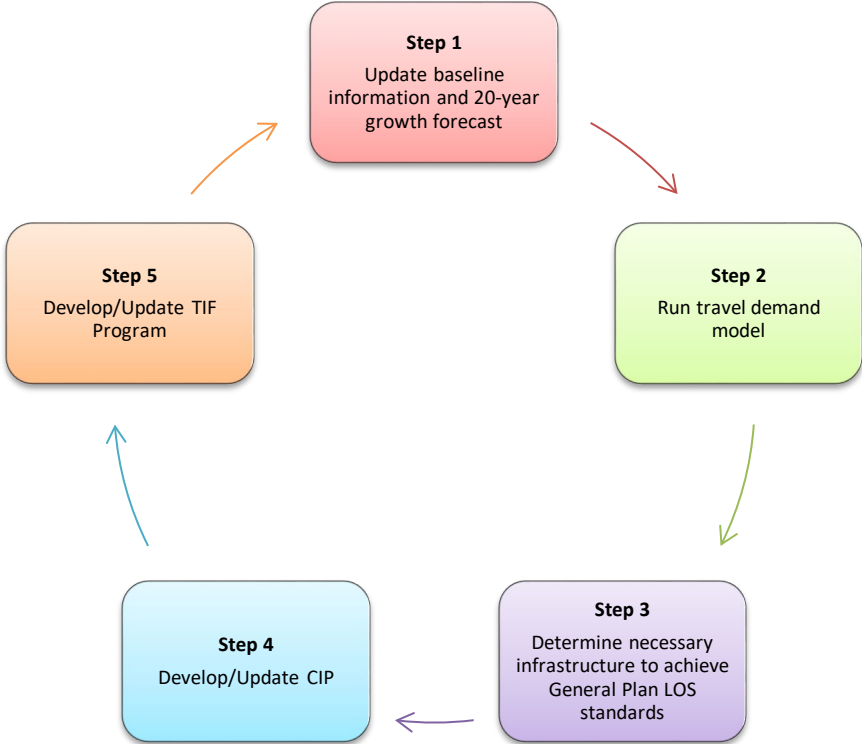 Step 1
Update baseline
information and 20-year
growth forecast
Step 2
Run travel demand
model
Step 3
Determine necessary
infrastructure to achieve
General Plan LOS
standards
Step 4
Develop/Update CIP
Step 5
Develop/Update TIF
Program